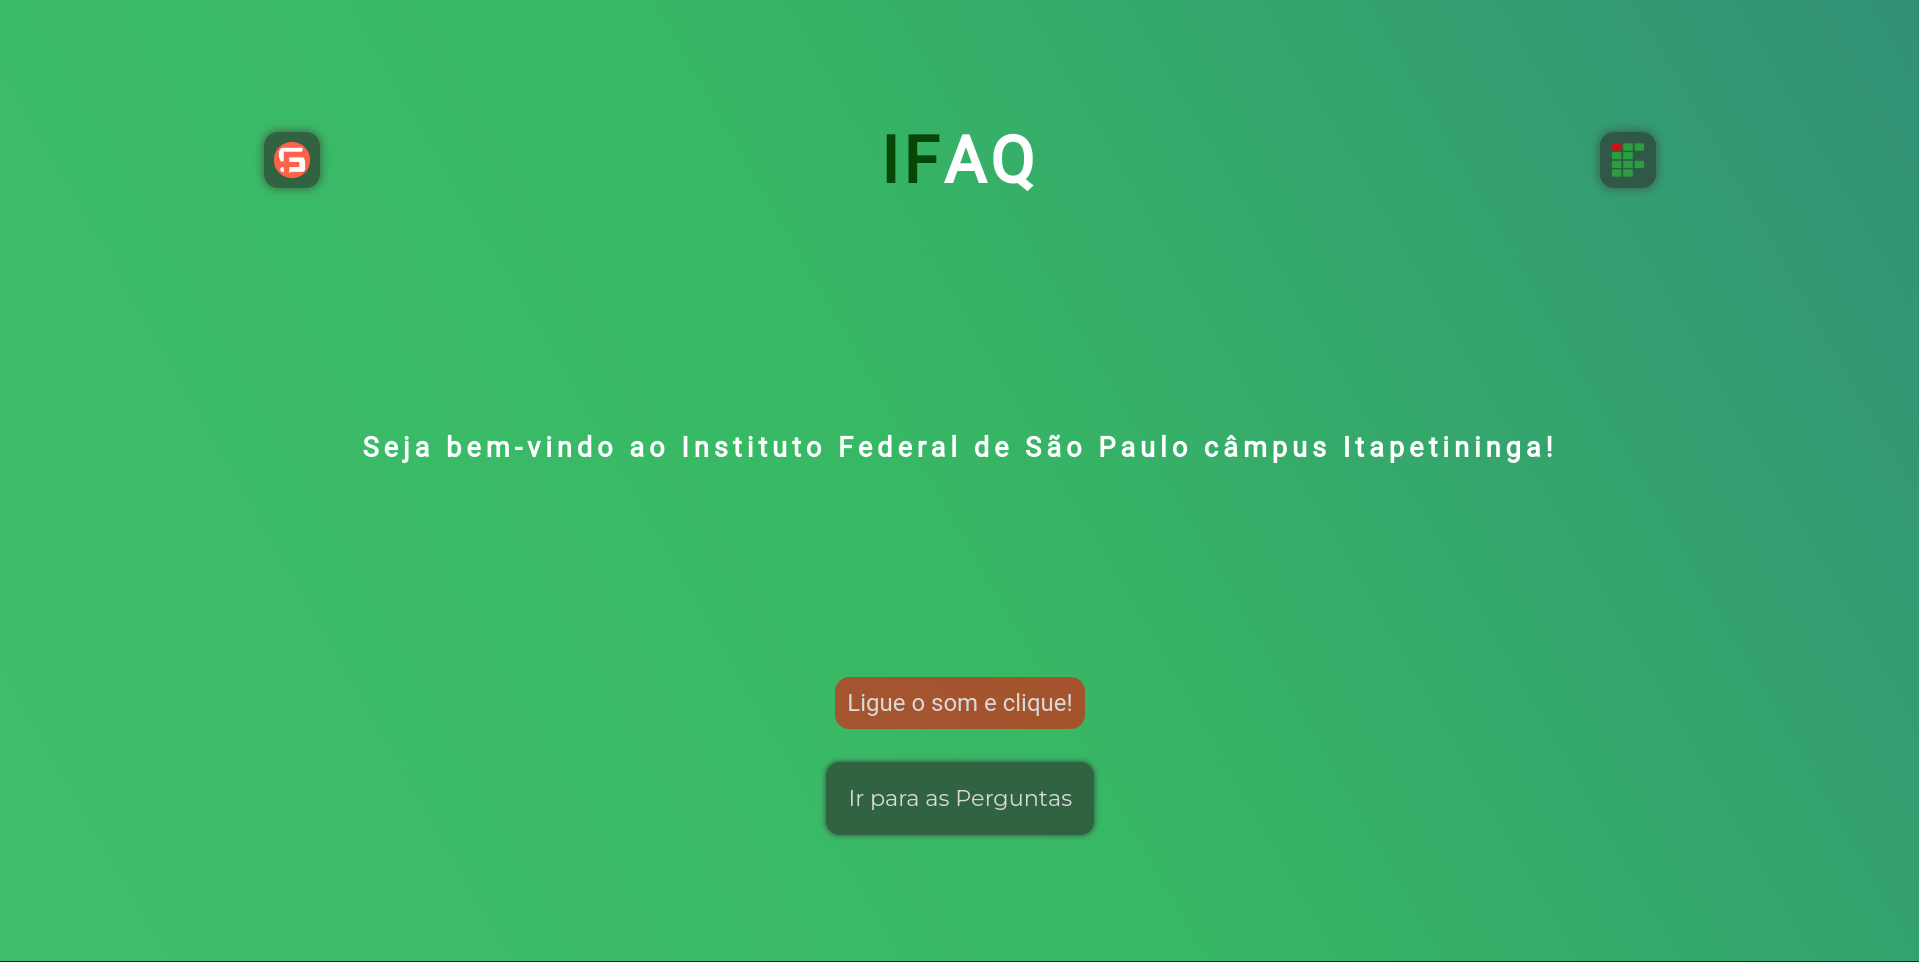 IFAQ
Seja bem-vindo ao Instituto Federal de São Paulo câmpus Itapetininga!
Ligue o som e clique!
Ir para as Perguntas